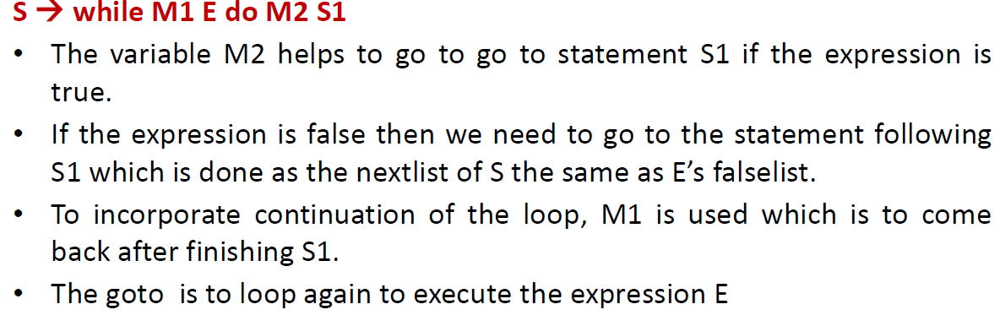 S → while M1 E do M2 S1
• The variable M2 helps to go to go to statement S1 if the expression is
true.
• If the expression is false then we need to go to the statement following
S1 which is done as the nextlist of S the same as E’s falselist.
• To incorporate continuation of the loop, M1 is used which is to come
back after finishing S1.
• The goto  is to loop again to execute the expression E